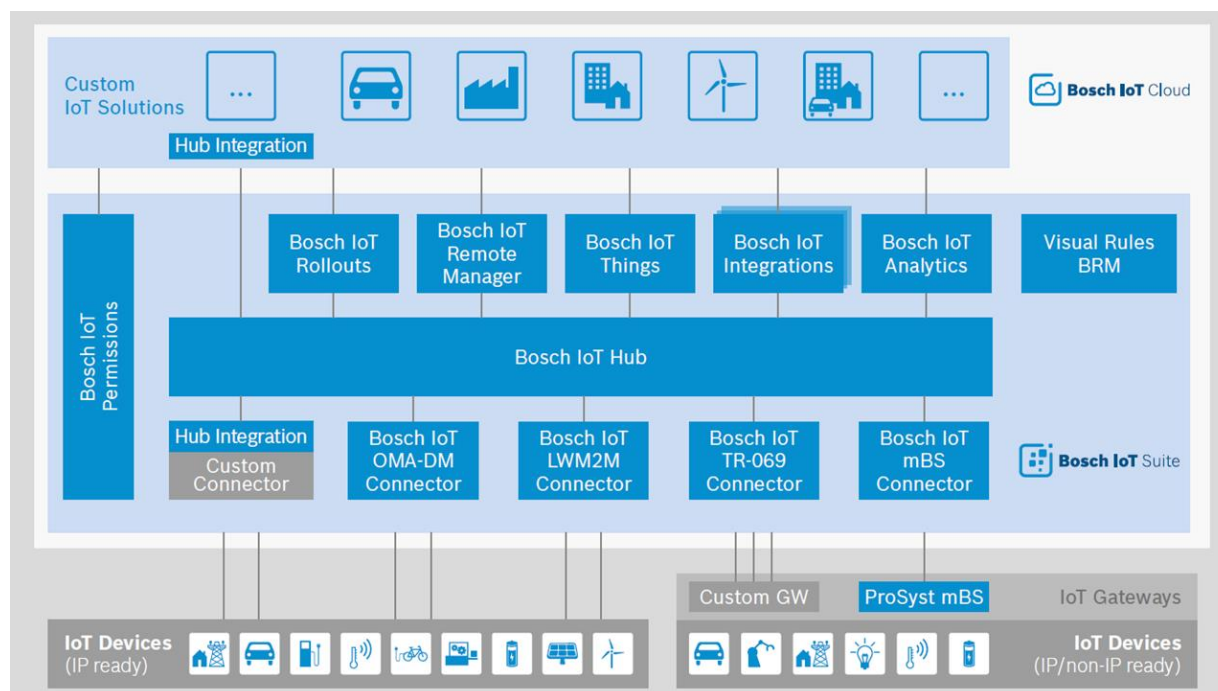 Custom
IoT Solutions
...
...
Bosch IoT Cloud
Hub Integration
Bosch IoT
Permissions
Bosch IoT
Rollouts
Bosch IoT
Remote
Manager
Bosch IoT
Things
Bosch IoT
Integrations
Bosch IoT
Analytics
Visual Rules
BRM
Bosch IoT Hub
Hub Integration
Custom
Connector
Bosch IoT
OMA-DM
Connector
Bosch IoT
LWM2M
Connector
Bosch IoT
TR-069
Connector
Bosch IoT
mBS
Connector
Bosch IoT Suite
Custom GW
ProSyst mBS
IoT Gateways
IoT Devices
(IP ready)
IoT Devices
(IP/non-IP ready)